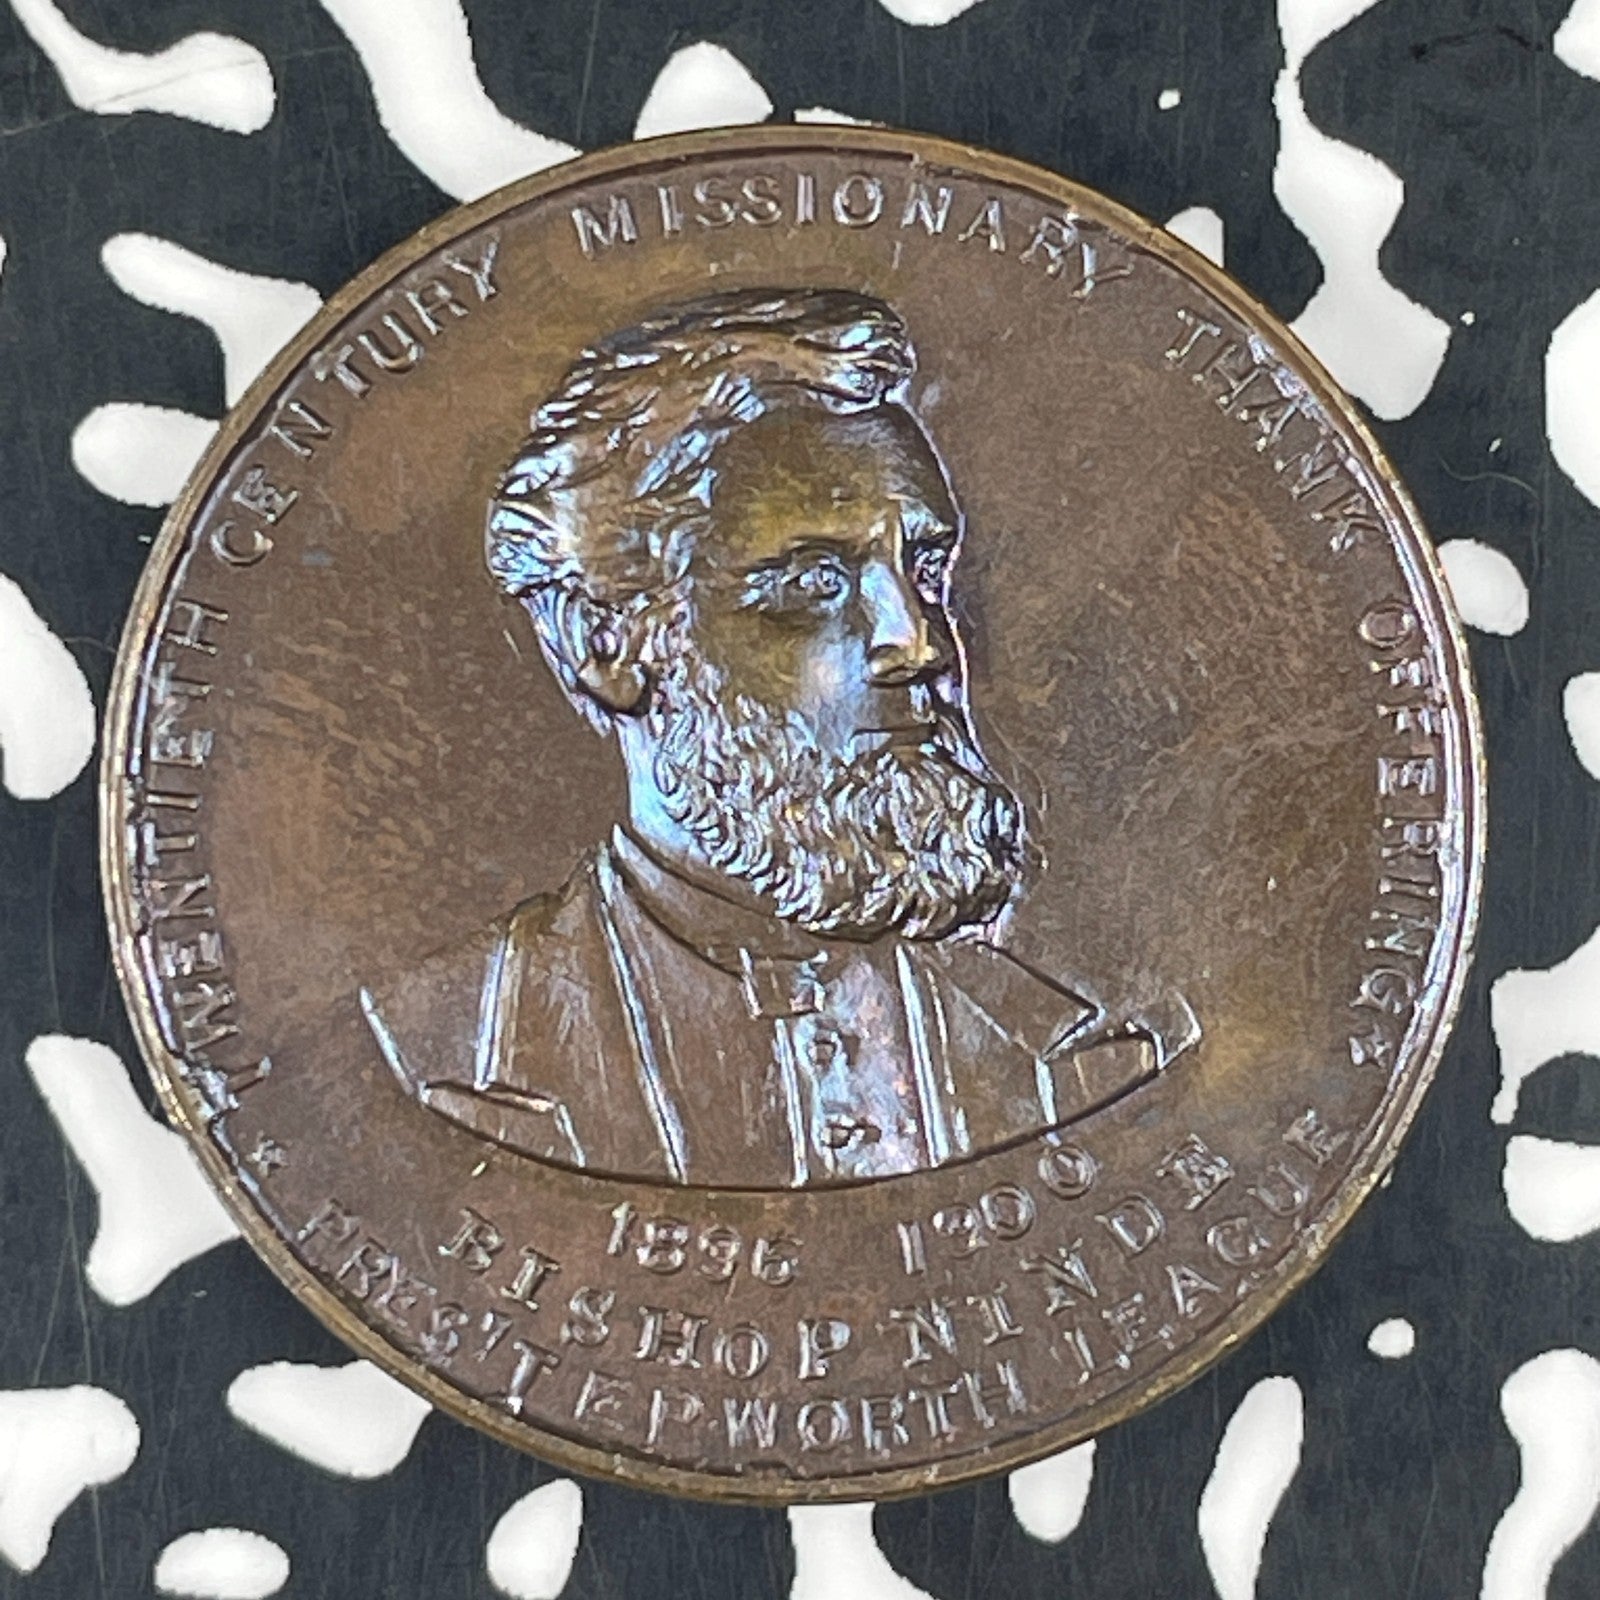 TWENTIETH CENTURY MISSIONARY THANK OFFERING
1896 1900
BISHOP NINDE
PRES'T EPWORTH LEAGUE